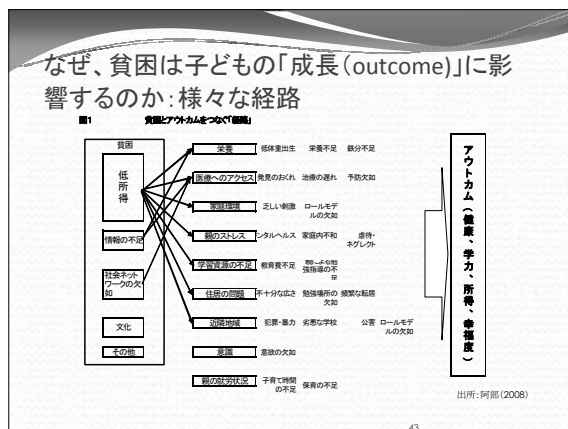 なぜ、貧困は子どもの「成長(outcome)」に影
響するのか:様々な経路
図1 貧困とアウトカムをつなぐ「経路」
貧困
低所得
情報の不足
社会ネット
ワークの欠
如
文化
その他
栄養 低体重出生 栄養不足 鉄分不足
医療へのアクセス 発見のおくれ 治療の遅れ 予防欠如
家庭環境 乏しい刺激 ロールモデ
ルの欠如
親のストレス ンタルヘルス 家庭内不和 虐待・
ネグレクト
学習資源の不足 教育費不足
強指導の不
足
住居の問題 不十分な広さ 勉強場所の
欠如 頻繁な転居
近隣地域 犯罪・暴力 劣悪な学校 公害 ロールモデ
ルの欠如
意識 意欲の欠如
親の就労状況 子育て時間
の不足 保育の不足
アウトカム(健康、学力、所得、幸福度)
出所:阿部(2008)
43